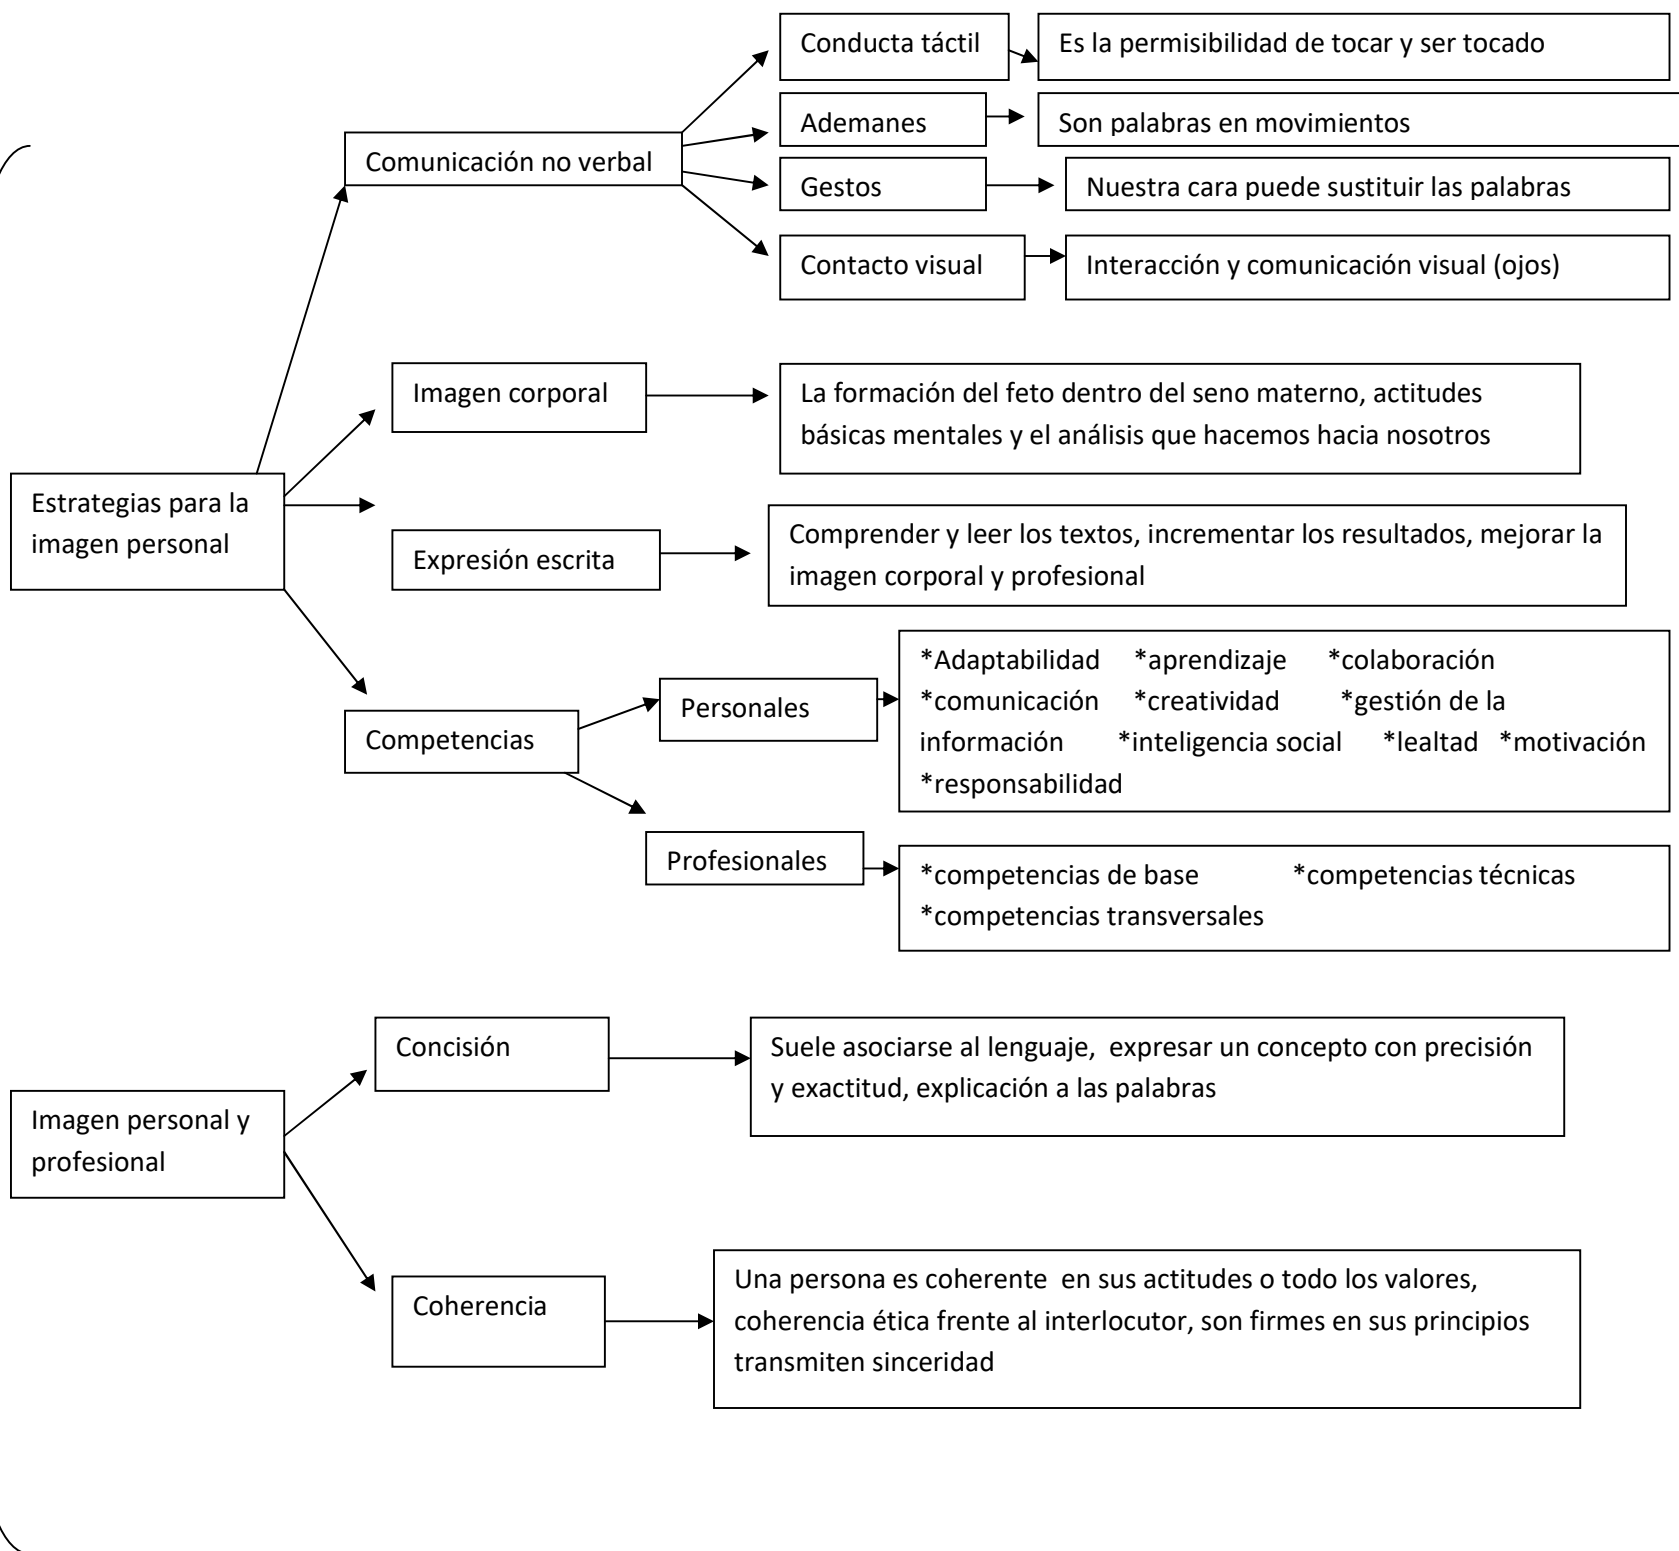 Conducta táctil
Es la permisibilidad de tocar y ser tocado
Ademanes
Son palabras en movimientos
Comunicación no verbal
Gestos
Nuestra cara puede sustituir las palabras
Contacto visual
Interacción y comunicación visual (ojos)
Imagen corporal
La formación del feto dentro del seno materno, actitudes
básicas mentales y el análisis que hacemos hacia nosotros
Estrategias para la
imagen personal
Expresión escrita
Comprender y leer los textos, incrementar los resultados, mejorar la
imagen corporal y profesional
Competencias
Personales
*Adaptabilidad *aprendizaje *colaboración
*comunicación *creatividad *gestión de la
información *inteligencia social *lealtad *motivación
*responsabilidad
Profesionales
*competencias de base *competencias técnicas
*competencias transversales
Imagen personal y
profesional
Concisión
Suele asociarse al lenguaje, expresar un concepto con precisión
y exactitud, explicación a las palabras
Coherencia
Una persona es coherente en sus actitudes o todo los valores,
coherencia ética frente al interlocutor, son firmes en sus principios
transmiten sinceridad